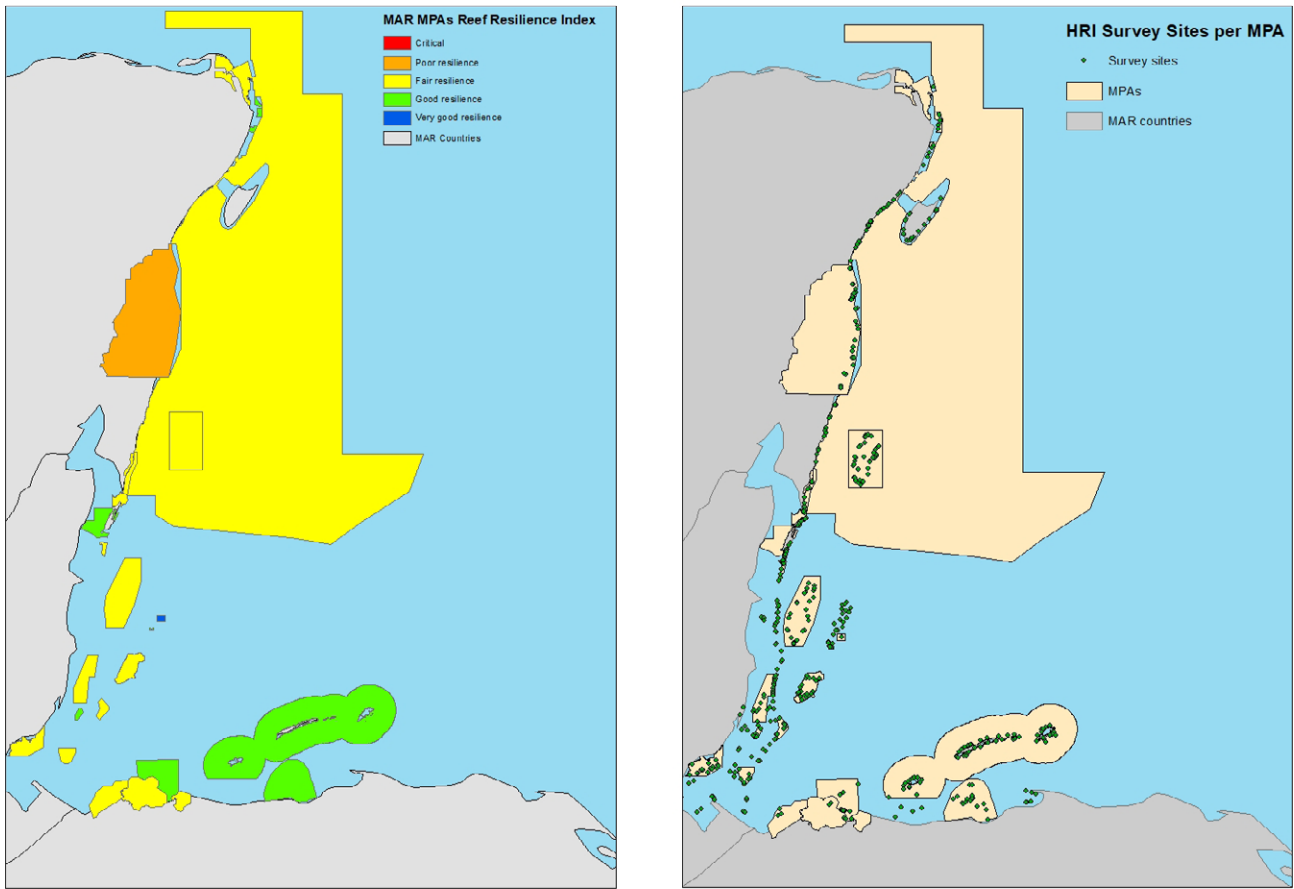 MAR MPAs Reef Resilience Index
Critical
Poor resilience
Fair resilience
Good resilience
Very good resilience
MAR Countries
HRI Survey Sites per MPA
Survey sites
MPAs
MAR countries